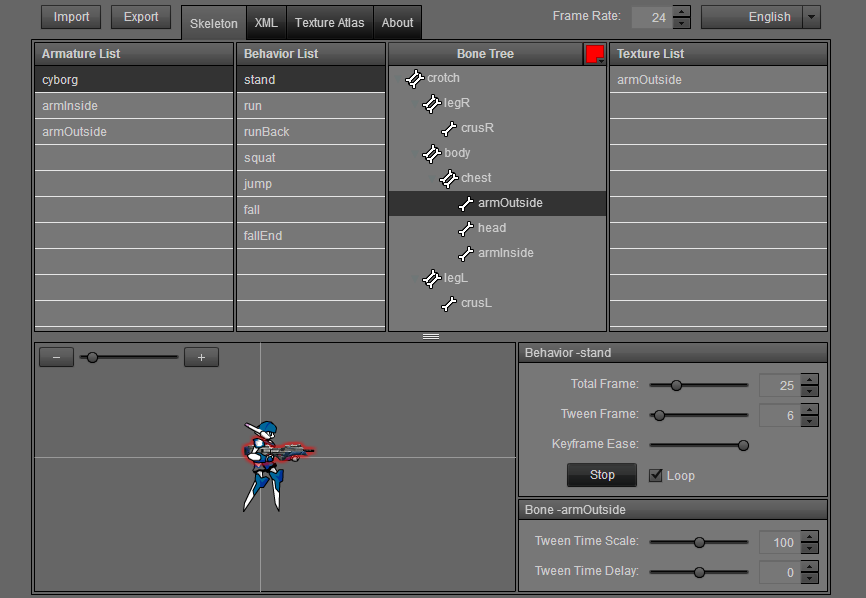 Import
Export
Skeleton
XML
Texture Atlas
About
Frame Rate:
24
English
Armature List
cyborg
armInside
armOutside
Behavior List
stand
run
runBack
squat
jump
fall
fallEnd
Bone Tree
crotch
legR
crusR
body
chest
armOutside
head
armInside
legL
crusL
Texture List
armOutside
Behavior -stand
Total Frame:
25
Tween Frame:
6
Keyframe Ease:
Stop
Loop
Bone -armOutside
Tween Time Scale:
100
Tween Time Delay:
0